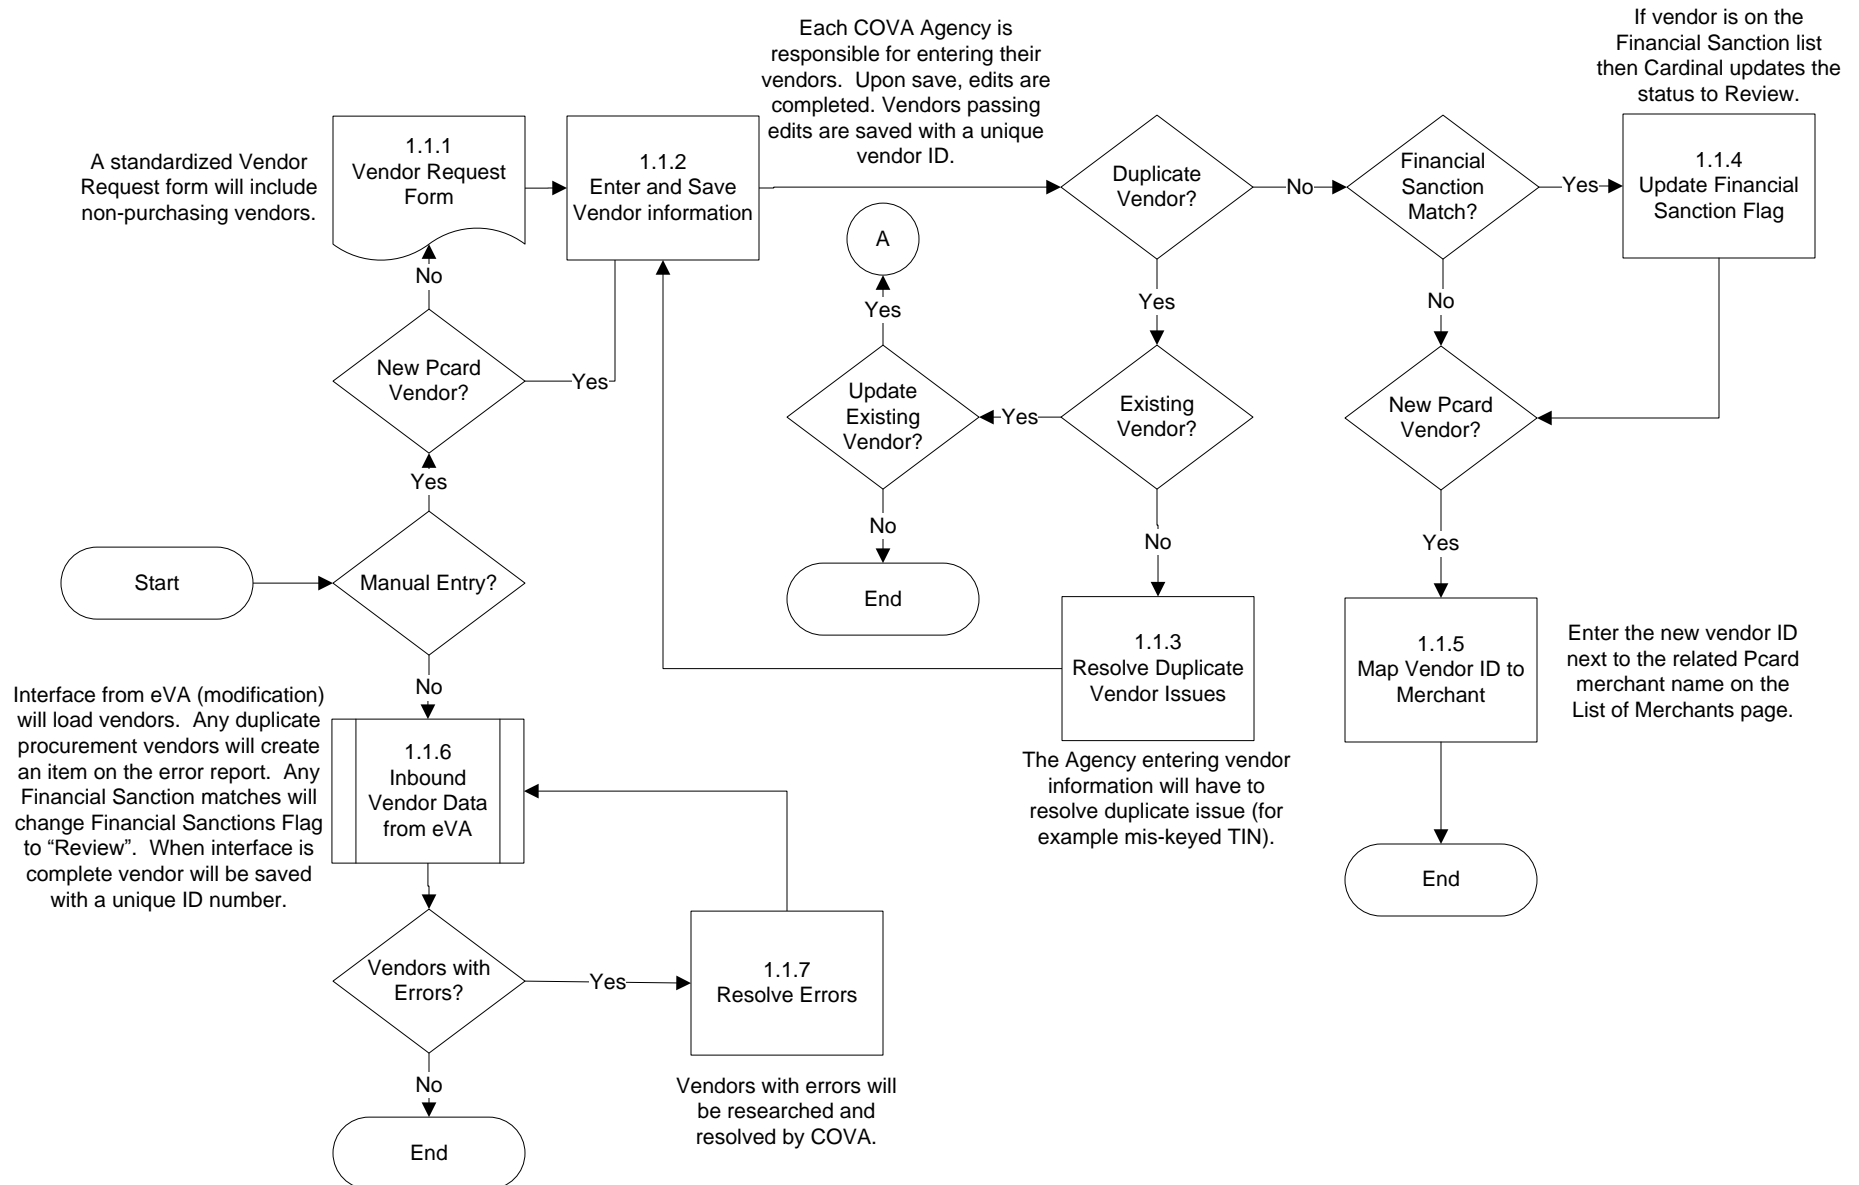 Each COVA Agency is
responsible for entering their
vendors. Upon save, edits are
completed. Vendors passing
edits are saved with a unique
vendor ID.
If vendor is on the
Financial Sanction list
then Cardinal updates the
status to Review.
A standardized Vendor
Request form will include
non-purchasing vendors.
1.1.1
Vendor Request
Form
1.1.2
Enter and Save
Vendor information
Duplicate
Vendor?
No
Financial
Sanction
Match?
Yes
1.1.4
Update Financial
Sanction Flag
A
No
Yes
Yes
No
New Pcard
Vendor?
Yes
Update
Existing
Vendor?
Yes
Existing
Vendor?
New Pcard
Vendor?
Yes
No
No
Yes
Start
Manual Entry?
End
1.1.3
Resolve Duplicate
Vendor Issues
1.1.5
Map Vendor ID to
Merchant
Enter the new vendor ID
next to the related Pcard
merchant name on the
List of Merchants page.
No
Interface from eVA (modification)
will load vendors. Any duplicate
procurement vendors will create
an item on the error report. Any
Financial Sanction matches will
change Financial Sanctions Flag
to “Review”. When interface is
complete vendor will be saved
with a unique ID number.
1.1.6
Inbound
Vendor Data
from eVA
The Agency entering vendor
information will have to
resolve duplicate issue (for
example mis-keyed TIN).
End
Vendors with
Errors?
Yes
1.1.7
Resolve Errors
No
Vendors with errors will
be researched and
resolved by COVA.
End